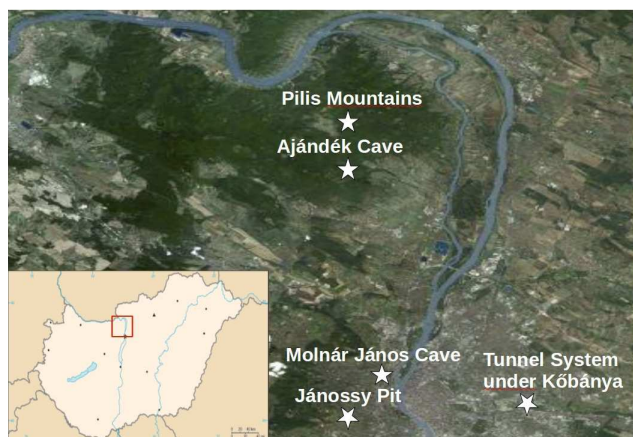 Pilis Mountains
Ajándék Cave
Molnár János Cave
Tunnel System
under Kőbánya
Jánossy Pit